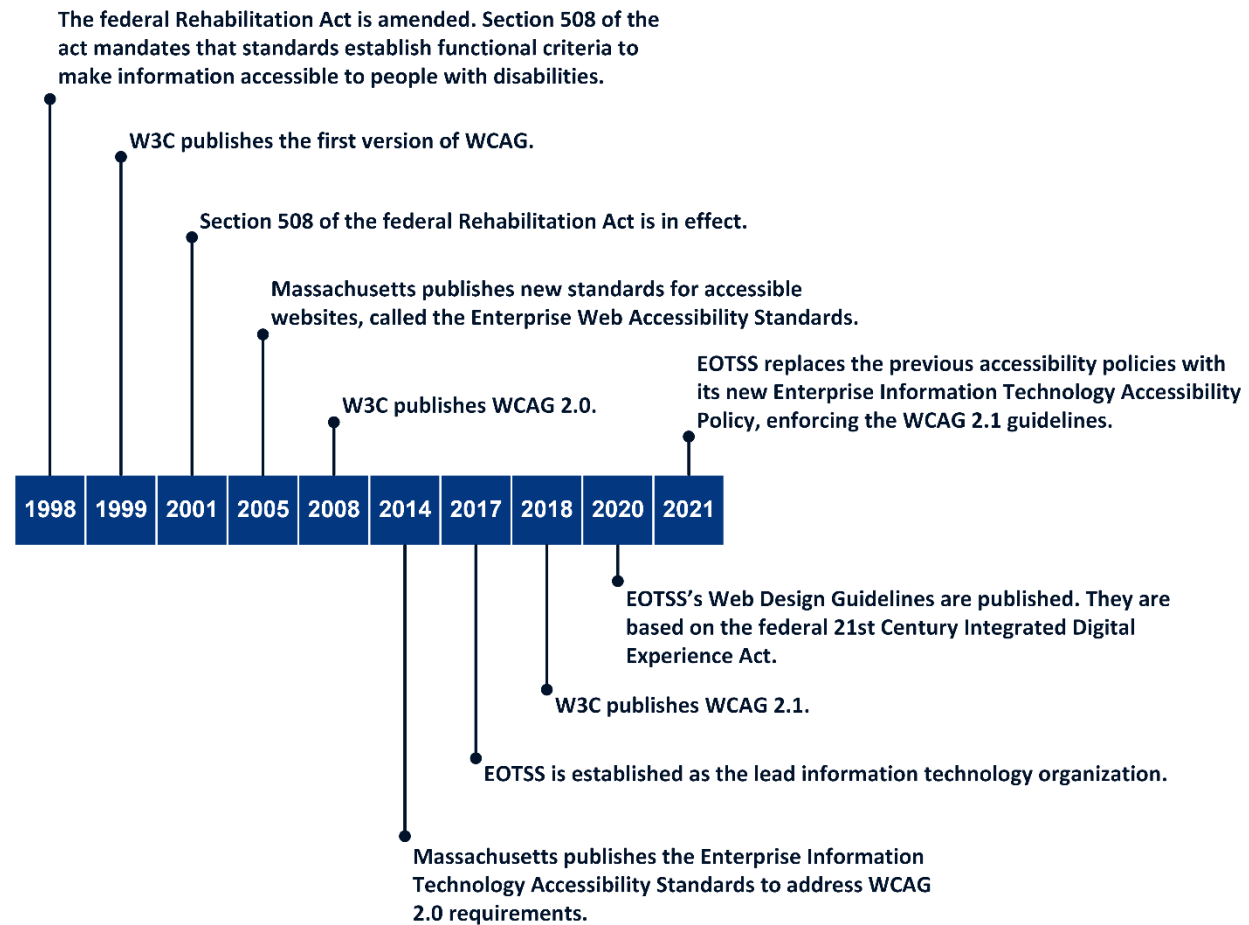 The federal Rehabilitation Act is amended. Section 508 of the
act mandates that standards establish functional criteria to
make information accessible to people with disabilities.
W3C publishes the first version of WCAG.
Section 508 of the federal Rehabilitation Act is in effect.
Massachusetts publishes new standards for accessible
websites, called the Enterprise Web Accessibility Standards.
EOTSS replaces the previous accessibility policies with
its new Enterprise Information Technology Accessibility
Policy, enforcing the WCAG 2.1 guidelines.
W3C publishes WCAG 2.0.
1998 1999 2001 2005 2008 2014 2017 2018 2020 2021
EOTSS’s Web Design Guidelines are published. They are
based on the federal 21st Century Integrated Digital
Experience Act.
W3C publishes WCAG 2.1.
EOTSS is established as the lead information technology organization.
Massachusetts publishes the Enterprise Information
Technology Accessibility Standards to address WCAG
2.0 requirements.